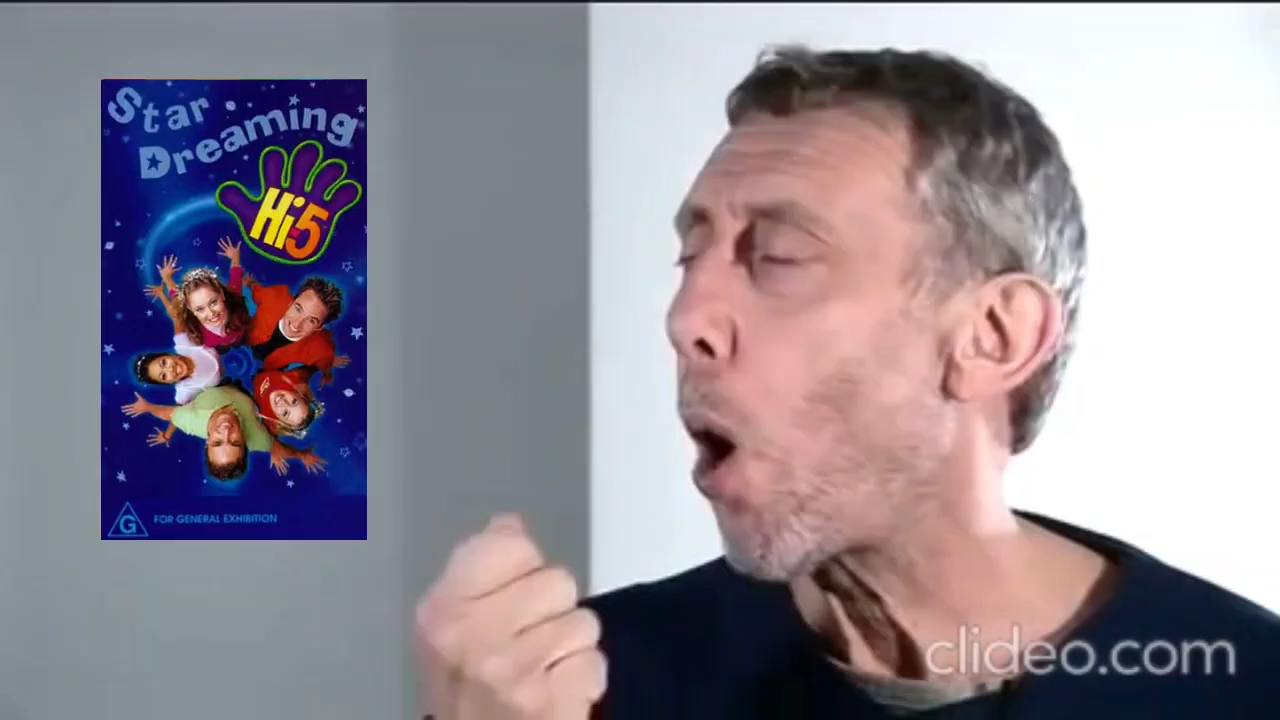 Star
Dreaming
Hi-5
G FOR GENERAL EXHIBITION
clideo.com